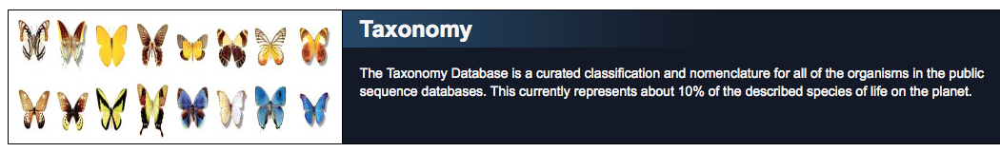 Taxonomy
The Taxonomy Database is a curated classification and nomenclature for all of the organisms in the public
sequence databases. This currently represents about 10% of the described species of life on the planet.